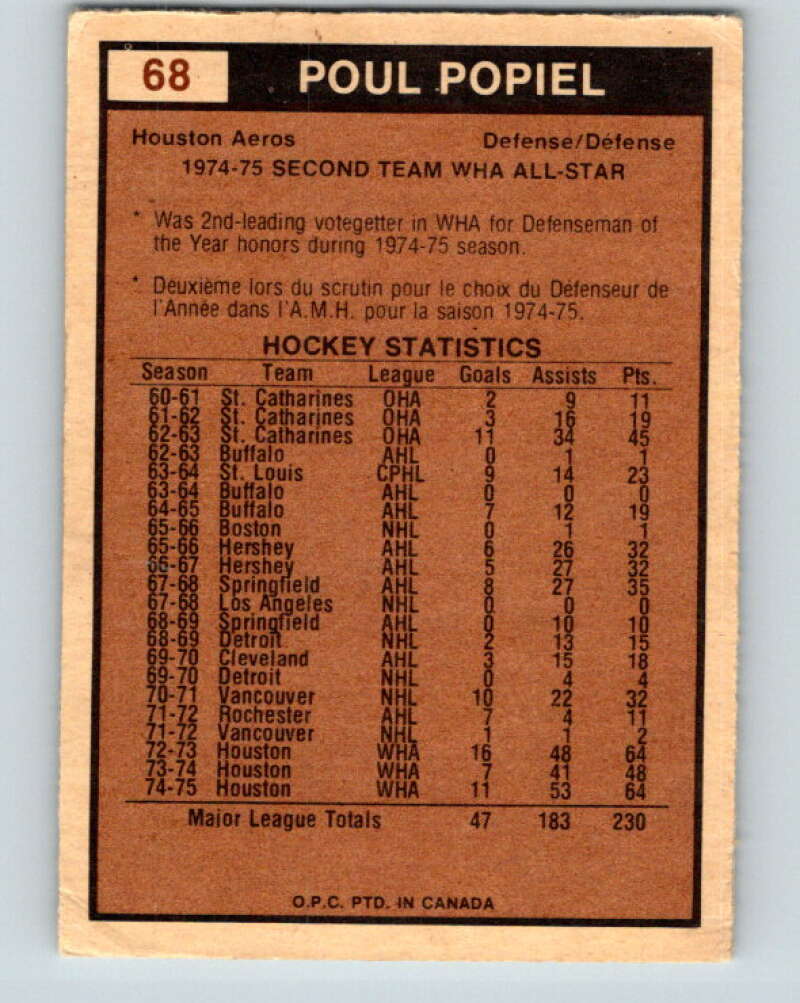 68 POUL POPIEL
Houston Aeros Defense/Défense
1974-75 SECOND TEAM WHA ALL-STAR
* Was 2nd-leading votegetter in WHA for Defenseman of
the Year honors during 1974-75 season.
* Deuxième lors du scrutin pour le choix du Défenseur de
l'Année dans l'A.M.H. pour la saison 1974-75.
HOCKEY STATISTICS
Season Team League Goals Assists Pts.
60-61 St. Catharines OHA 2 9 11
61-62 St. Catharines OHA 3 16 19
62-63 St. Catharines OHA 11 34 45
62-63 Buffalo AHL 0 1 1
63-64 St. Louis CPHL 9 14 23
63-64 Buffalo AHL 0 0 0
64-65 Buffalo AHL 7 12 19
65-66 Boston NHL 0 1 1
65-66 Hershey AHL 6 26 32
66-67 Hershey AHL 5 27 32
67-68 Springfield AHL 8 27 35
67-68 Los Angeles NHL 0 0 0
68-69 Springfield AHL 0 10 10
68-69 Detroit NHL 2 13 15
69-70 Cleveland AHL 3 15 18
69-70 Detroit NHL 0 4 4
70-71 Vancouver NHL 10 22 32
71-72 Rochester AHL 7 4 11
71-72 Vancouver NHL 1 1 2
72-73 Houston WHA 16 48 64
73-74 Houston WHA 7 41 48
74-75 Houston WHA 11 53 64
Major League Totals 47 183 230
O.P.C. PTD. IN CANADA